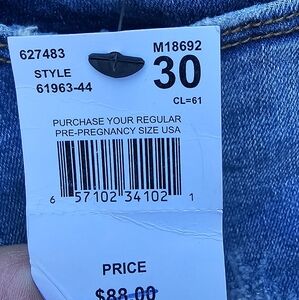 627483 M18692
STYLE 30
61963-44
CL=61
PURCHASE YOUR REGULAR
PRE-PREGNANCY SIZE USA
6 57102 34102 1
PRICE
$88.00